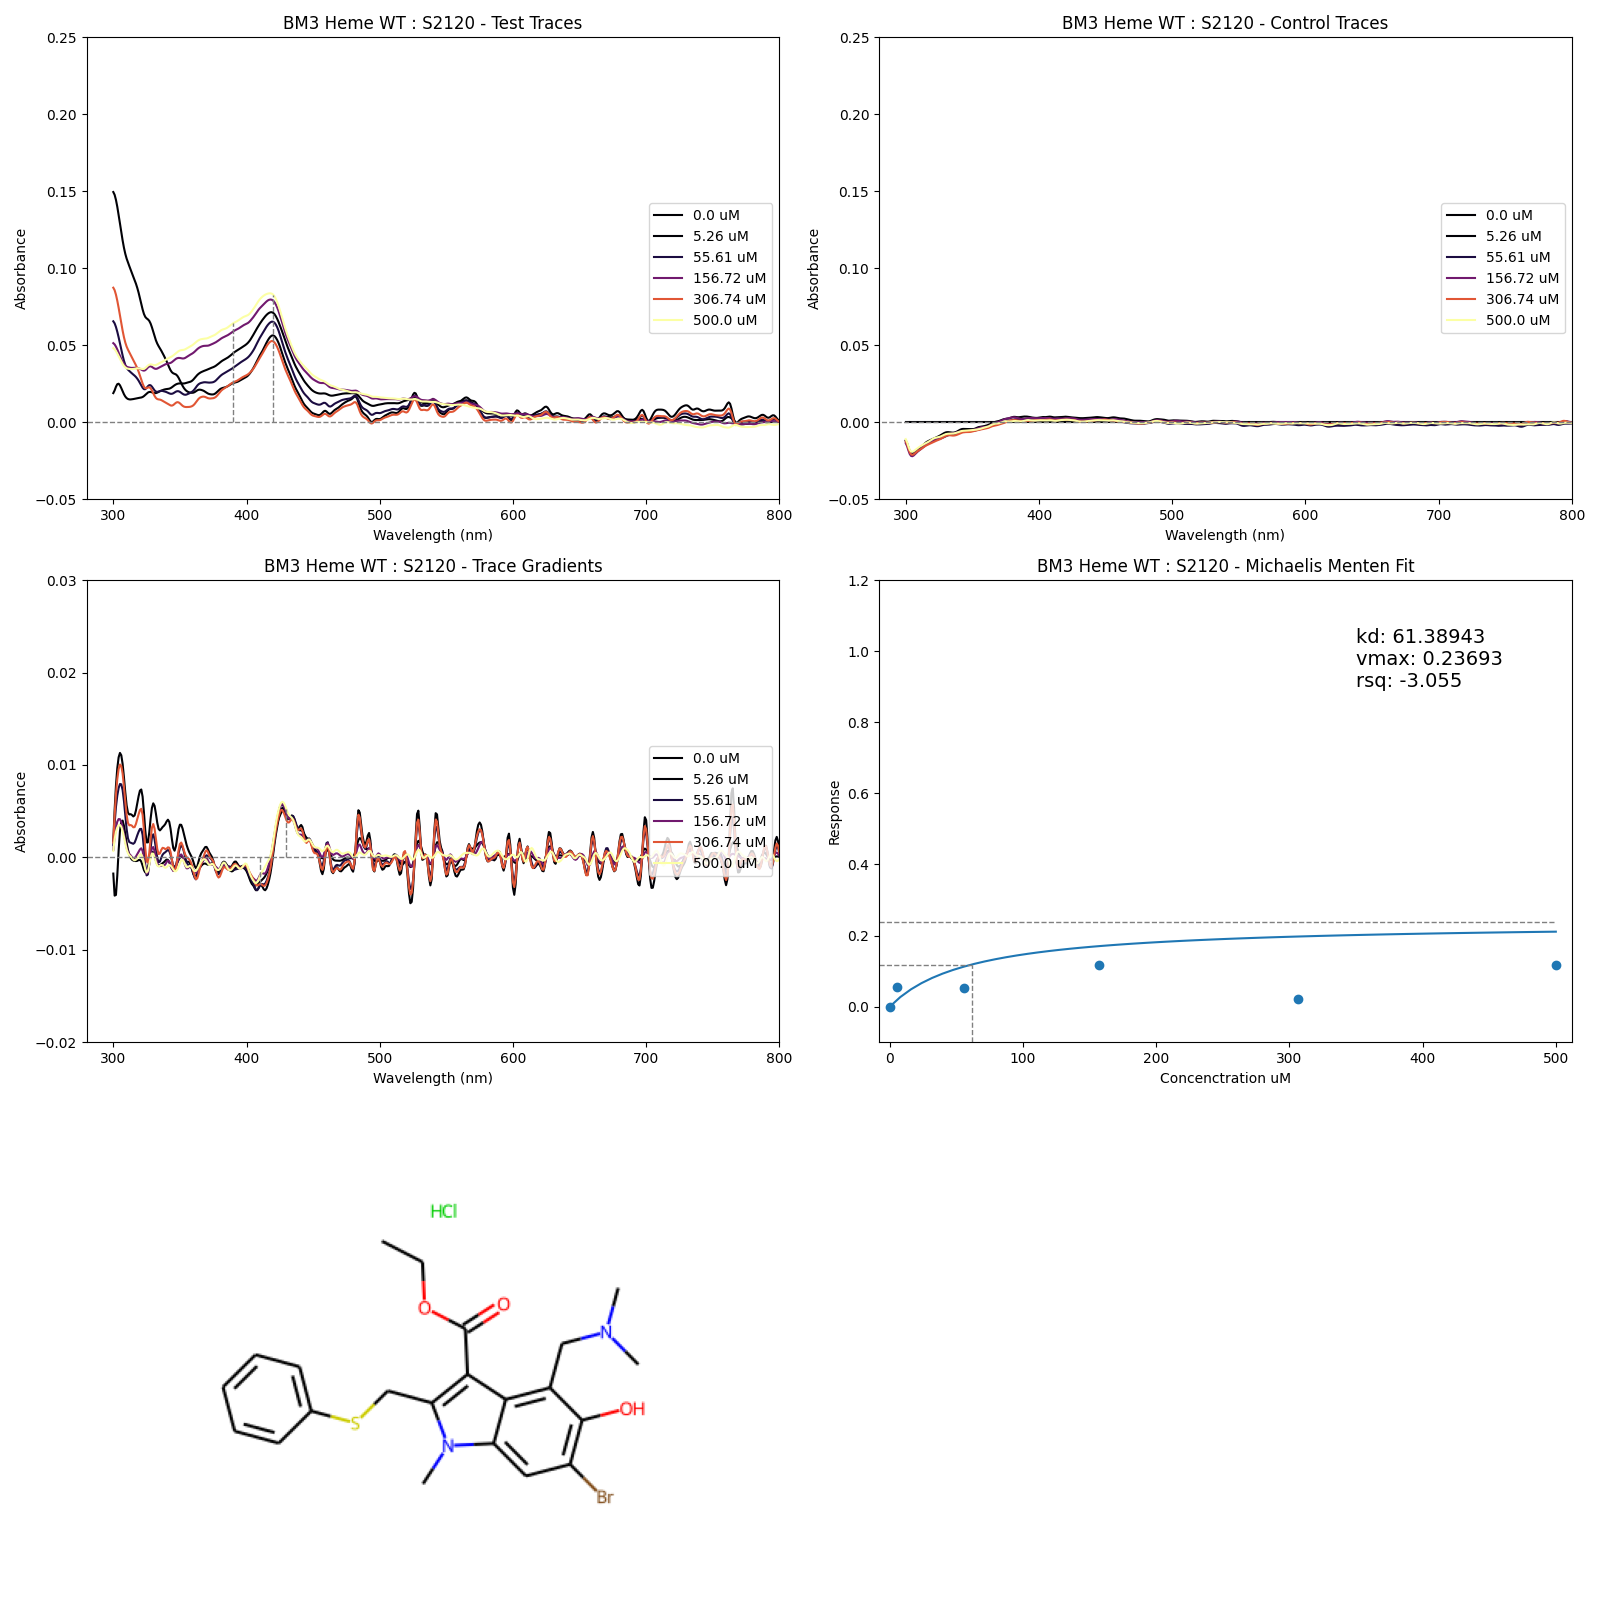 BM3 Heme WT : S2120 - Test Traces
0.25
0.20
0.15
0.10
0.05
0.00
−0.05
Absorbance
300 400 500 600 700 800
Wavelength (nm)
0.0 uM
5.26 uM
55.61 uM
156.72 uM
306.74 uM
500.0 uM
BM3 Heme WT : S2120 - Control Traces
0.25
0.20
0.15
0.10
0.05
0.00
−0.05
Absorbance
300 400 500 600 700 800
Wavelength (nm)
0.0 uM
5.26 uM
55.61 uM
156.72 uM
306.74 uM
500.0 uM
BM3 Heme WT : S2120 - Trace Gradients
0.03
0.02
0.01
0.00
−0.01
−0.02
Absorbance
300 400 500 600 700 800
Wavelength (nm)
0.0 uM
5.26 uM
55.61 uM
156.72 uM
306.74 uM
500.0 uM
BM3 Heme WT : S2120 - Michaelis Menten Fit
1.2
1.0
0.8
0.6
0.4
0.2
0.0
Response
0 100 200 300 400 500
Concenctration uM
kd: 61.38943
vmax: 0.23693
rsq: -3.055
HCl
O
O
N
S
OH
N
Br